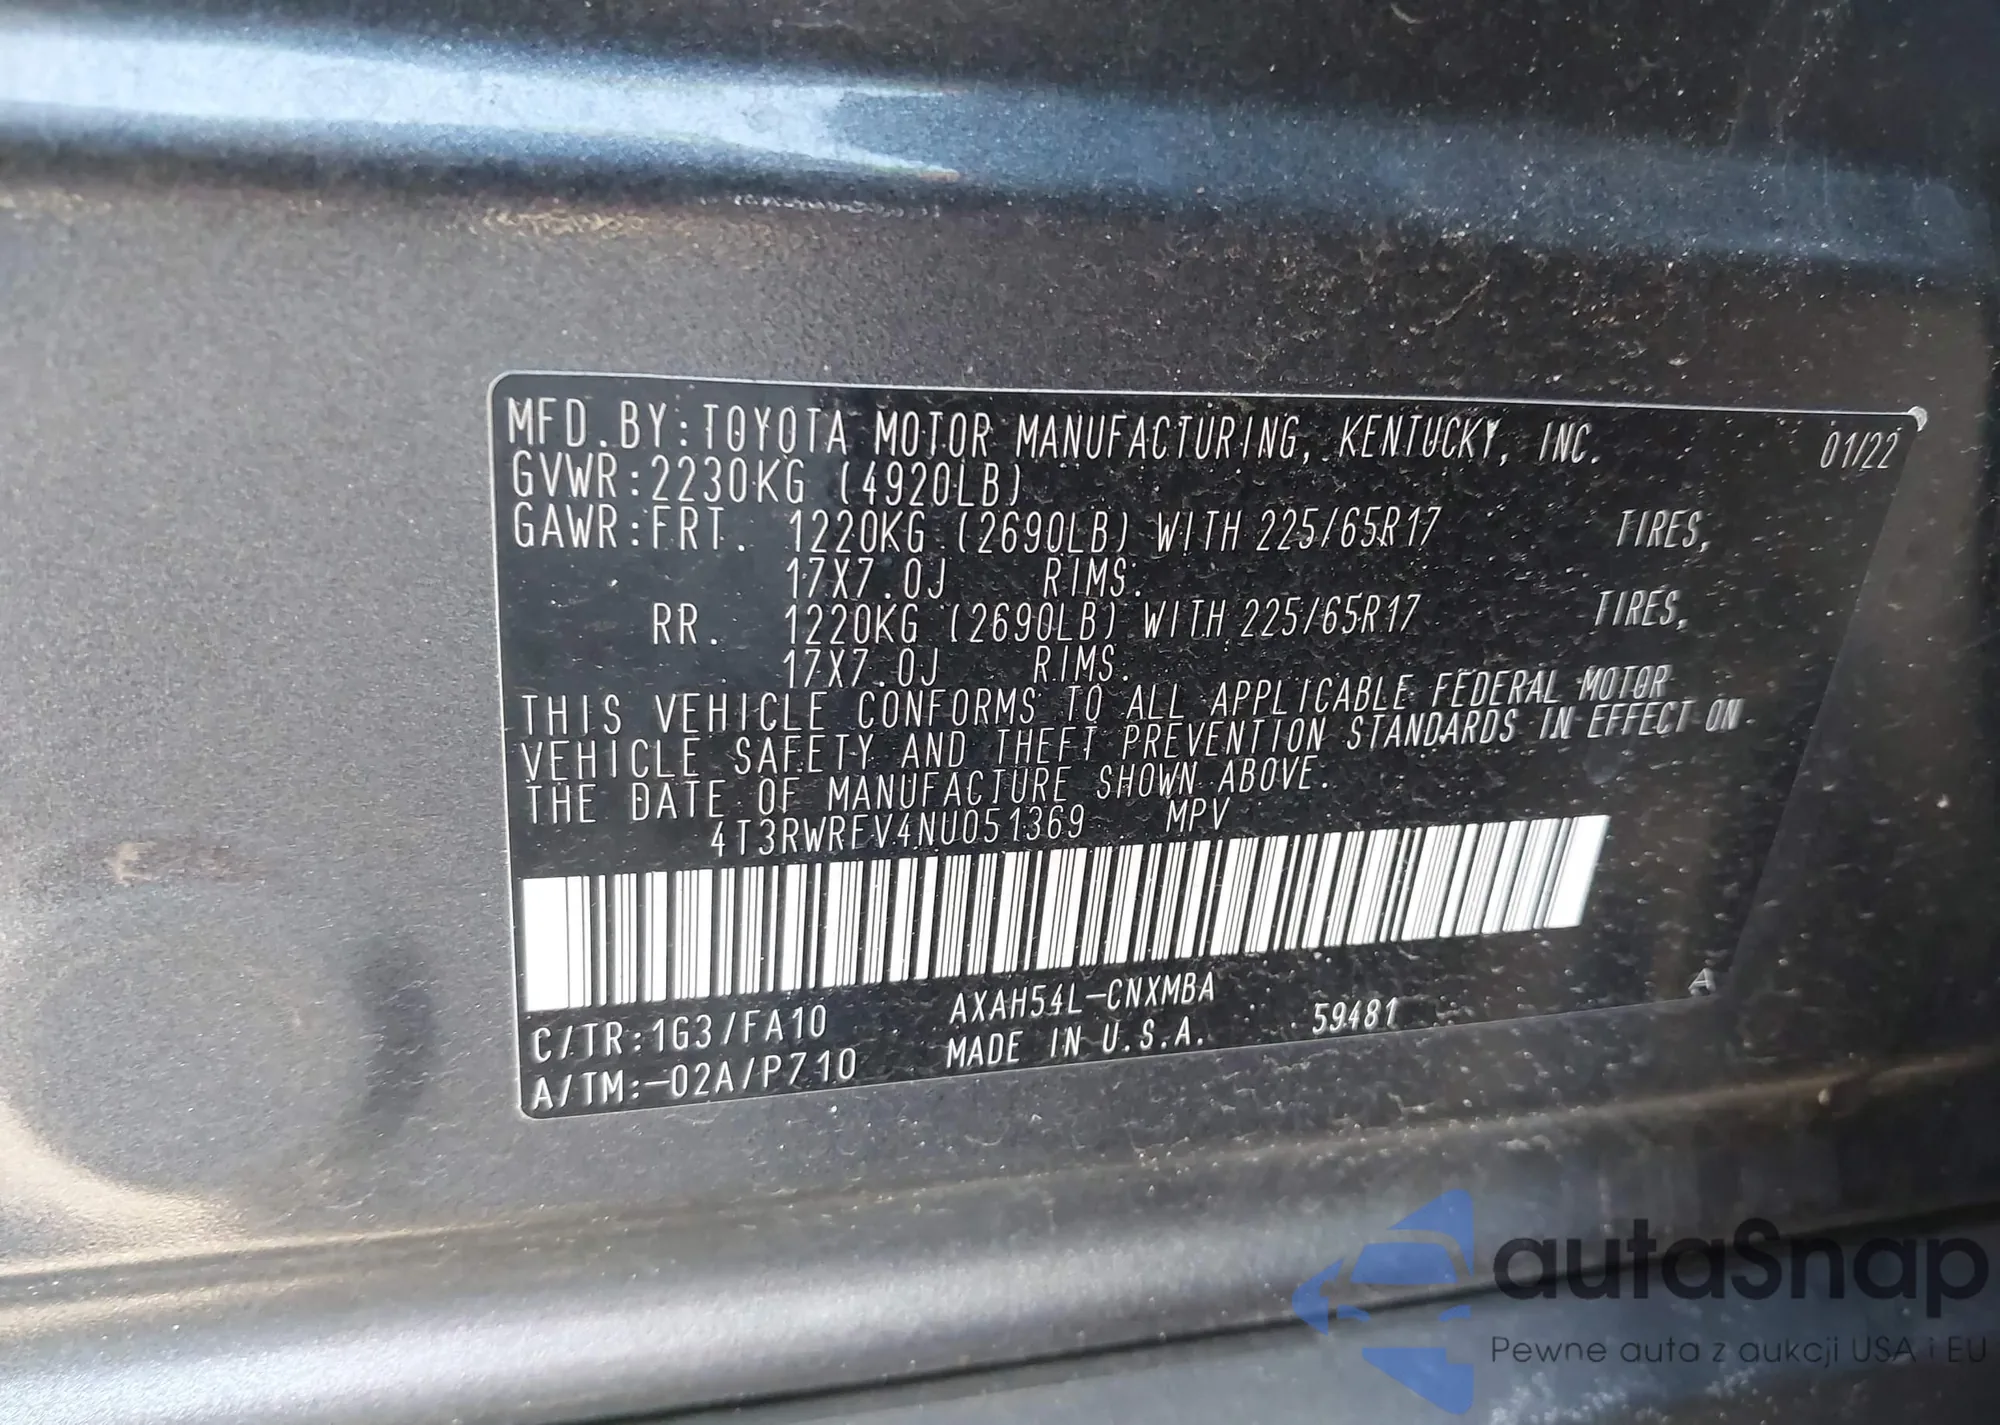 MFD.BY:TOYOTA MOTOR MANUFACTURING, KENTUCKY, INC. 01/22
GVWR:2230KG (4920LB)
GAWR:FRT. 1220KG (2690LB) WITH 225/65R17 TIRES,
17X7.0J RIMS.
RR. 1220KG (2690LB) WITH 225/65R17 TIRES,
17X7.0J RIMS.
THIS VEHICLE CONFORMS TO ALL APPLICABLE FEDERAL MOTOR
VEHICLE SAFETY AND THEFT PREVENTION STANDARDS IN EFFECT ON
THE DATE OF MANUFACTURE SHOWN ABOVE.
4T3RWREV4NU051369 MPV
C/TR:1G3/FA10 AXAH54L-CNXMBA A
A/TM:-02A/P710 MADE IN U.S.A. 59481
autaSnap
Pewne auta z aukcji USA i EU